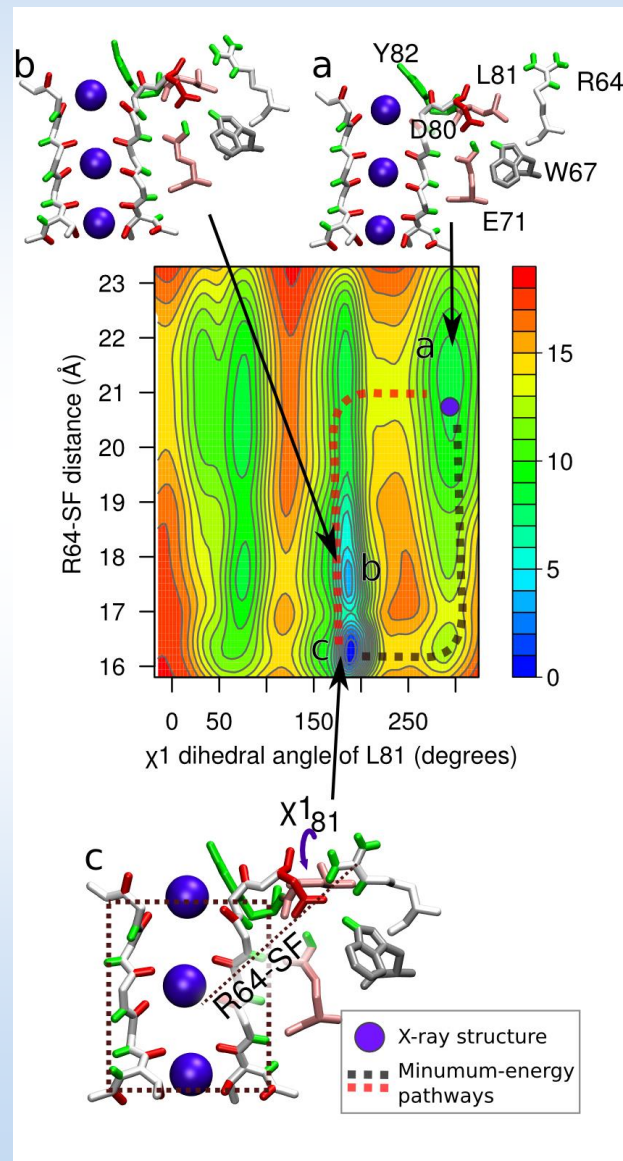 b
a
Y82
L81
R64
D80
W67
E71
23
22
21
20
19
18
17
16
R64-SF distance (Å)
a
b
c
15
10
5
0
0 50 150 250
χ1 dihedral angle of L81 (degrees)
χ1₈₁
c
R64-SF
X-ray structure
Minumum-energy
pathways